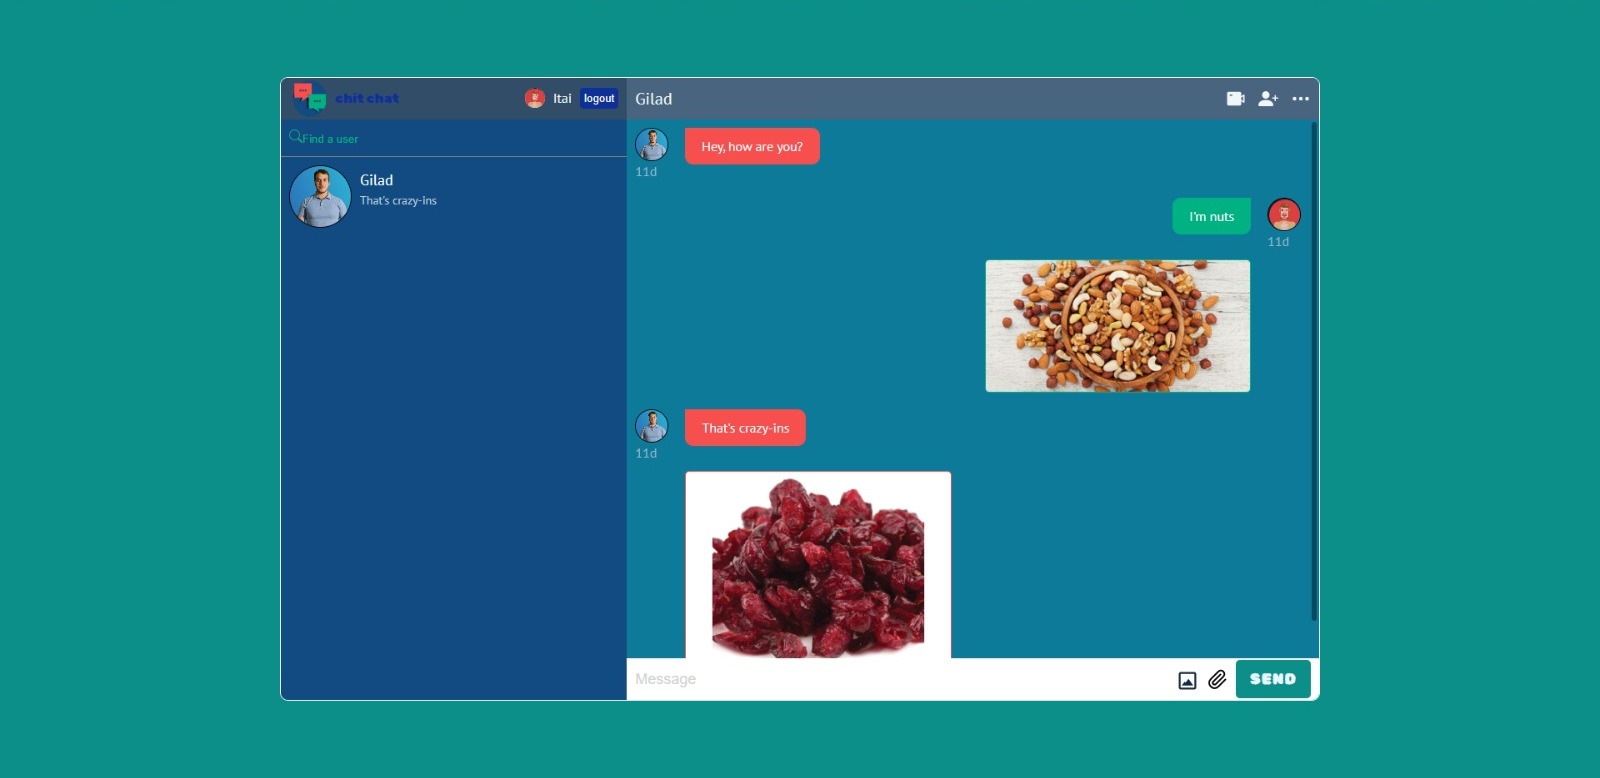 chit chat
Itai
logout
Find a user
Gilad
That's crazy-ins
Gilad
Hey, how are you?
11d
I'm nuts
11d
That's crazy-ins
11d
Message
SEND